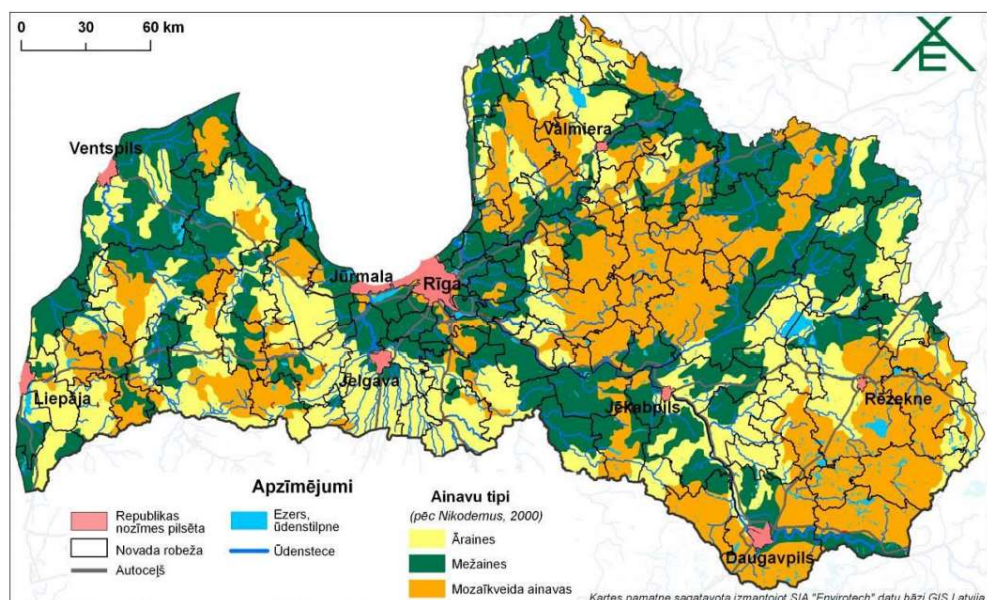 0 30 60 km
Ventspils
Valmiera
Jūrmala
Rīga
Jelgava
Liepāja
Jēkabpils
Rēzekne
Daugavpils
Apzīmējumi
Republikas
nozīmes pilsēta
Novada robeža
Autoceļš
Ezers,
ūdenstilpne
Ūdenstece
Ainavu tipi
(pēc Nikodemus, 2000)
Āraines
Mežaines
Mozaīkveida ainavas
Kartes pamatne sagatavota izmantojot SIA "Envirotech" datu bāzi GIS Latvija